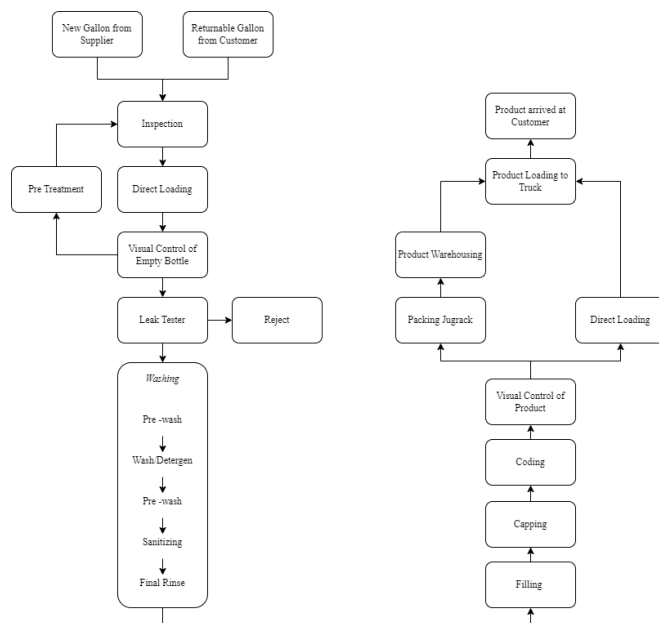 New Gallon from
Supplier
Returnable Gallon
from Customer
Inspection
Pre Treatment
Direct Loading
Visual Control of
Empty Bottle
Leak Tester
Reject
Washing
Pre -wash
Wash/Detergen
Pre -wash
Sanitizing
Final Rinse
Product arrived at
Customer
Product Loading to
Truck
Product Warehousing
Packing Jugrack
Direct Loading
Visual Control of
Product
Coding
Capping
Filling